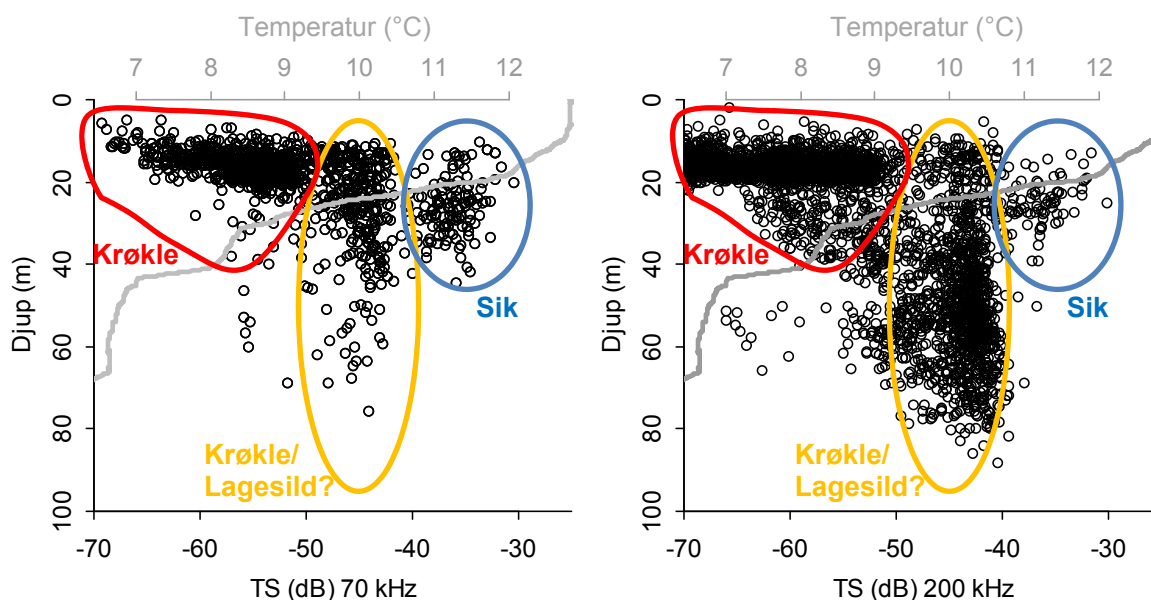 Temperatur (°C)
7 8 9 10 11 12
0
20
40
60
80
100
Djup (m)
Krøkle
Sik
Krøkle/
Lagesild?
-70 -60 -50 -40 -30
TS (dB) 70 kHz
Temperatur (°C)
7 8 9 10 11 12
0
20
40
60
80
100
Djup (m)
Krøkle
Sik
Krøkle/
Lagesild?
-70 -60 -50 -40 -30
TS (dB) 200 kHz